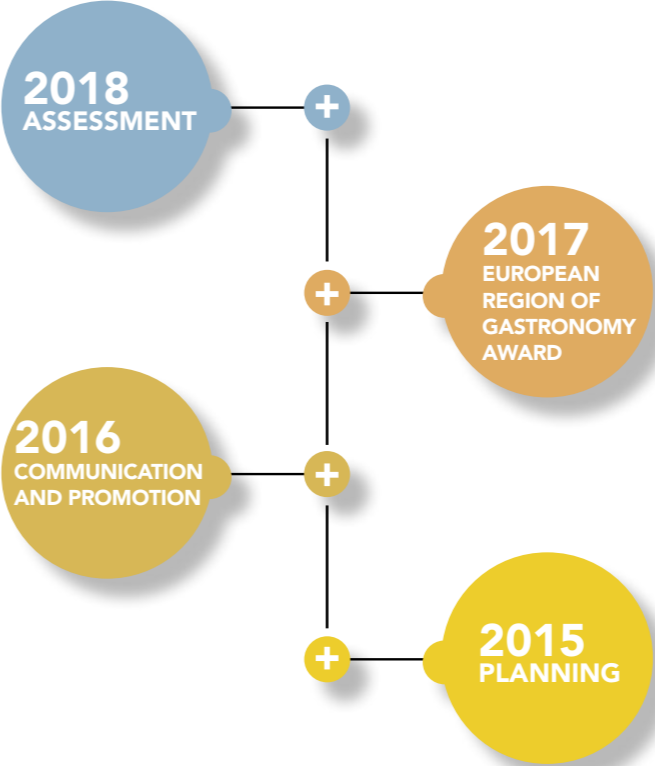 2018
ASSESSMENT
2017
EUROPEAN
REGION OF
GASTRONOMY
AWARD
2016
COMMUNICATION
AND PROMOTION
2015
PLANNING